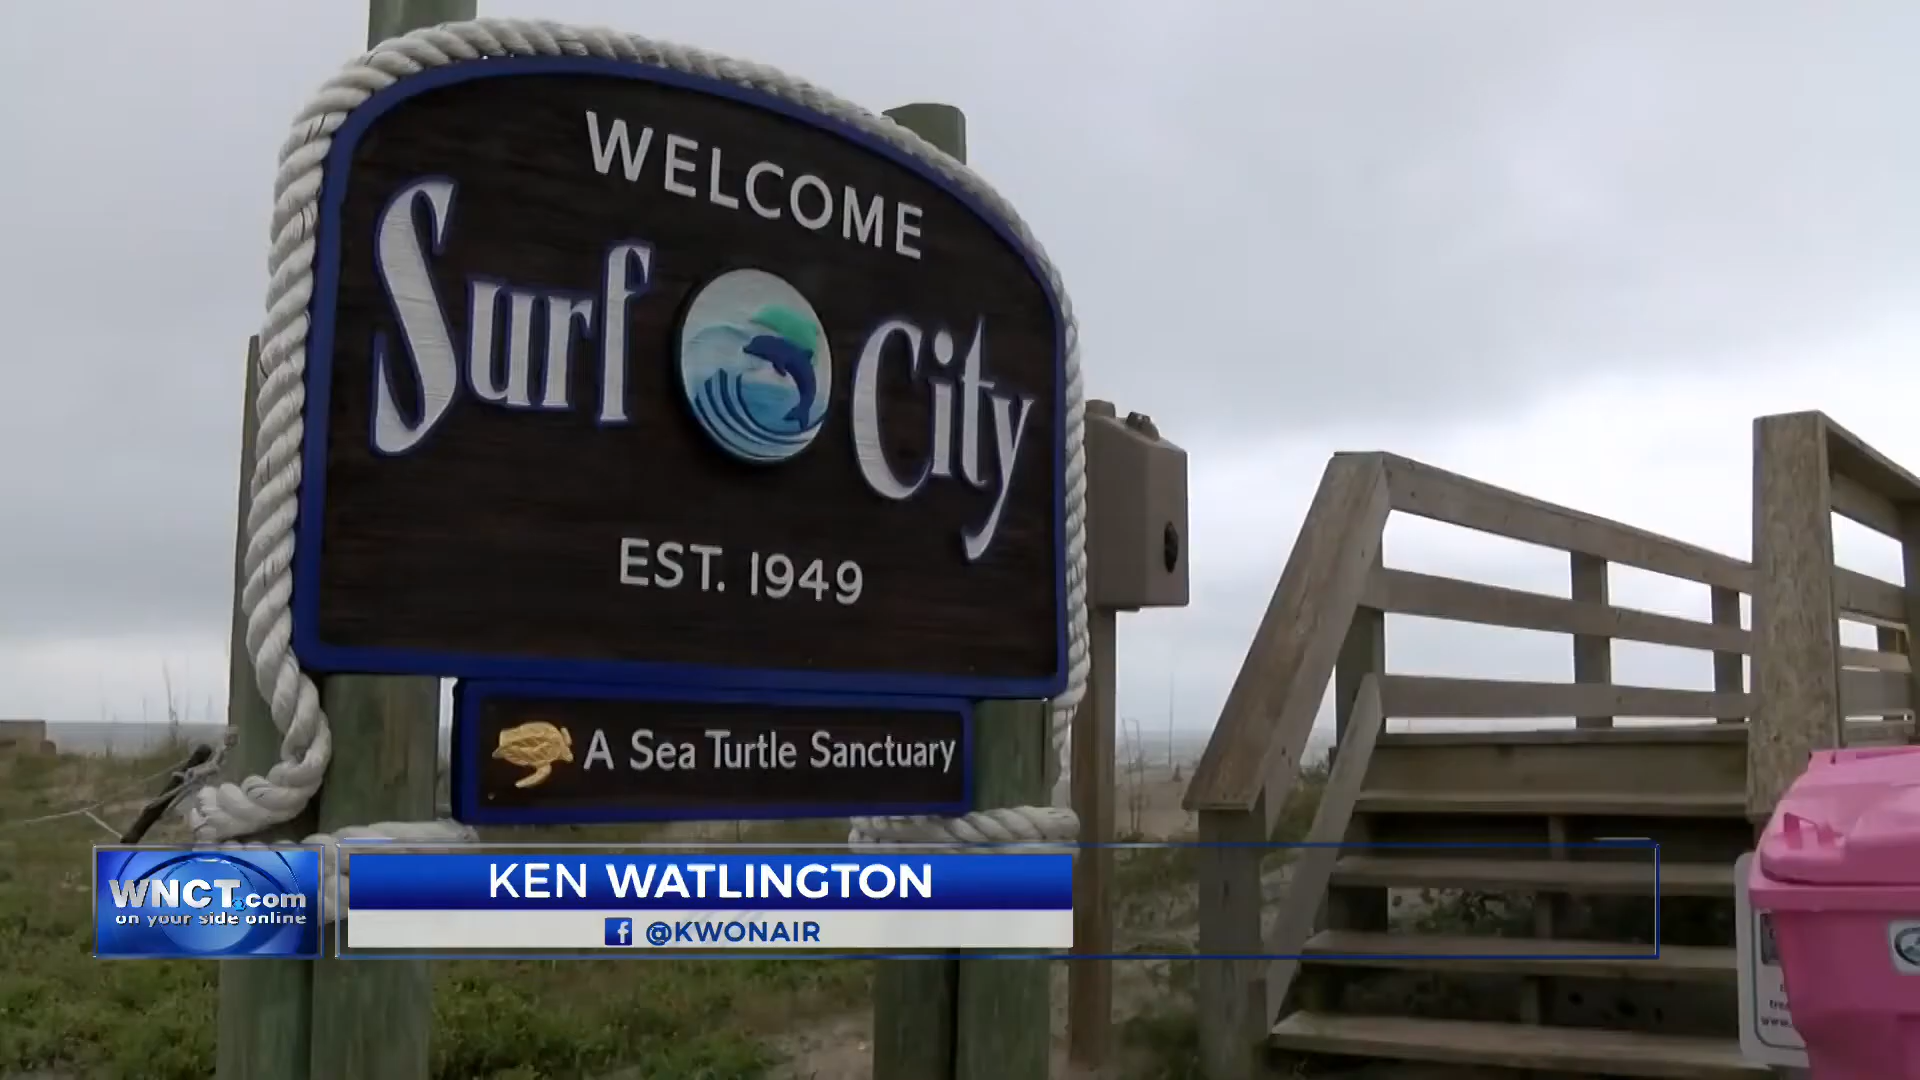 WELCOME
Surf City
EST. 1949
A Sea Turtle Sanctuary
KEN WATLINGTON
WNCT.com
on your side online
@KWONAIR